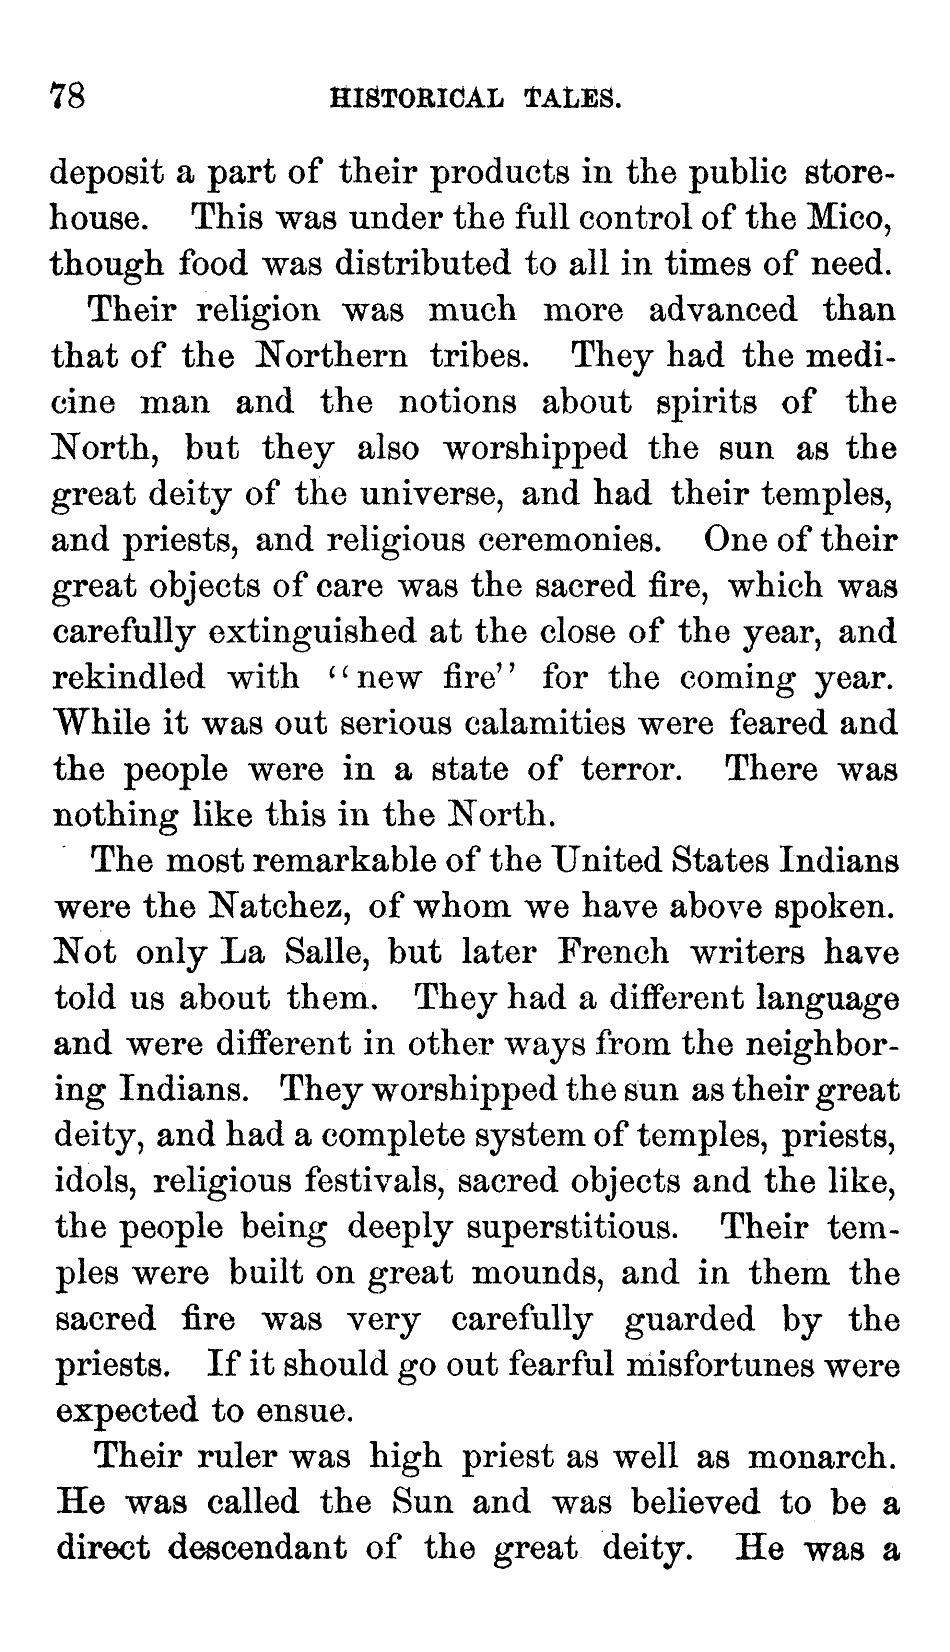 78 HISTORICAL TALES.
deposit a part of their products in the public store-
house. This was under the full control of the Mico,
though food was distributed to all in times of need.
Their religion was much more advanced than
that of the Northern tribes. They had the medi-
cine man and the notions about spirits of the
North, but they also worshipped the sun as the
great deity of the universe, and had their temples,
and priests, and religious ceremonies. One of their
great objects of care was the sacred fire, which was
carefully extinguished at the close of the year, and
rekindled with “new fire” for the coming year.
While it was out serious calamities were feared and
the people were in a state of terror. There was
nothing like this in the North.
The most remarkable of the United States Indians
were the Natchez, of whom we have above spoken.
Not only La Salle, but later French writers have
told us about them. They had a different language
and were different in other ways from the neighbor-
ing Indians. They worshipped the sun as their great
deity, and had a complete system of temples, priests,
idols, religious festivals, sacred objects and the like,
the people being deeply superstitious. Their tem-
ples were built on great mounds, and in them the
sacred fire was very carefully guarded by the
priests. If it should go out fearful misfortunes were
expected to ensue.
Their ruler was high priest as well as monarch.
He was called the Sun and was believed to be a
direct descendant of the great deity. He was a